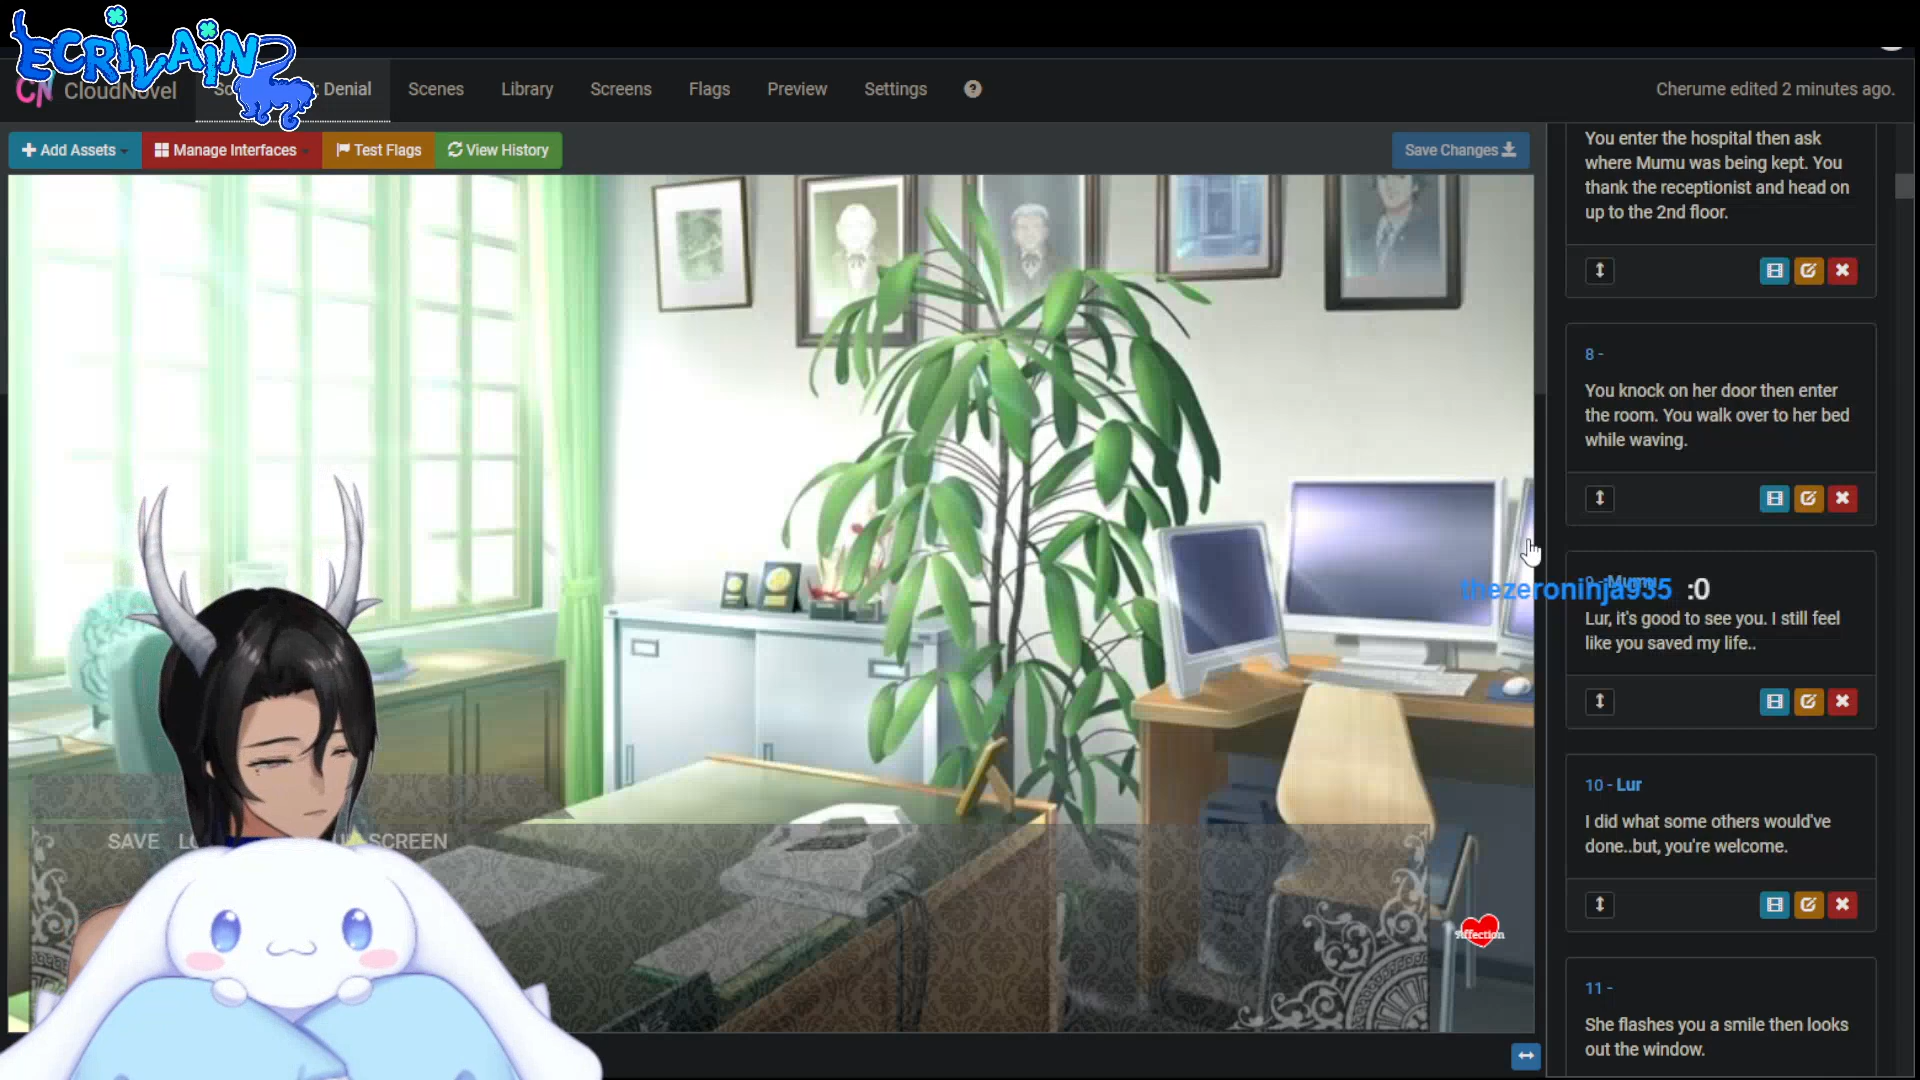 ECRIVAIN
CN CloudNovel
Denial
Scenes
Library
Screens
Flags
Preview
Settings
?
Cherume edited 2 minutes ago.
Add Assets
Manage Interfaces
Test Flags
View History
Save Changes
You enter the hospital then ask
where Mumu was being kept. You
thank the receptionist and head on
up to the 2nd floor.
8 -
You knock on her door then enter
the room. You walk over to her bed
while waving.
9 - Mumu
thezeroninja935 :0
Lur, it's good to see you. I still feel
like you saved my life..
10 - Lur
I did what some others would've
done..but, you're welcome.
11 -
She flashes you a smile then looks
out the window.
SAVE
SCREEN
Affection